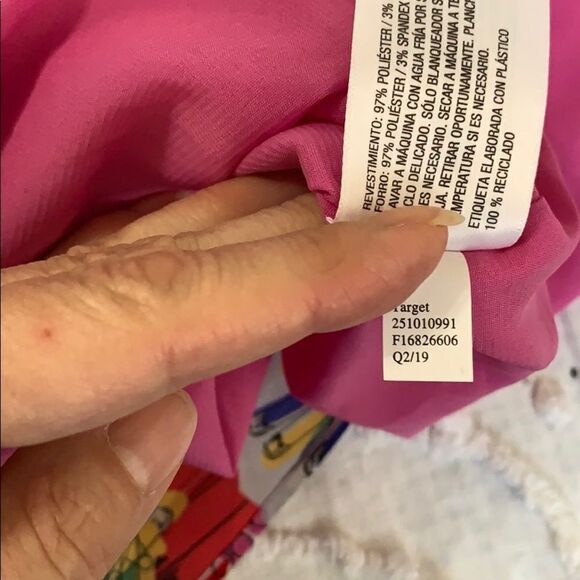 REVESTIMIENTO: 97% POLIÉSTER / 3%
FORRO: 97% POLIÉSTER / 3% SPANDEX
AVAR A MÁQUINA CON AGUA FRÍA POR S
CLO DELICADO. SÓLO BLANQUEADOR S
ES NECESARIO. SECAR A MÁQUINA A TE
JA. RETIRAR OPORTUNAMENTE. PLANC
EMPERATURA SI ES NECESARIO.
ETIQUETA ELABORADA CON PLÁSTICO
100 % RECICLADO
Target
251010991
F16826606
Q2/19